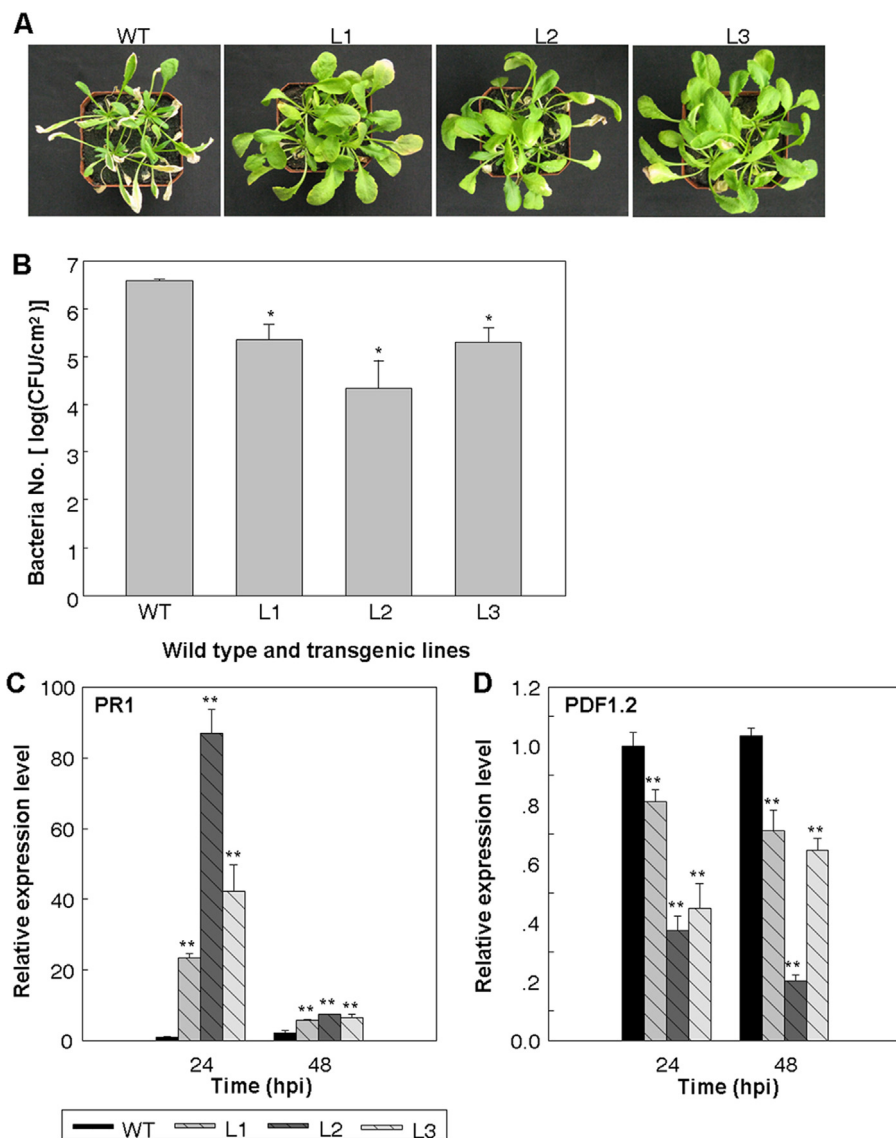 A
WT L1 L2 L3
B
Bacteria No. [ log(CFU/cm² )]
7
6
5
4
3
2
1
0
*
*
*
WT L1 L2 L3
Wild type and transgenic lines
C
PR1
Relative expression level
100
80
60
40
20
0
**
**
**
** ** **
24 48
Time (hpi)
D
PDF1.2
Relative expression level
1.2
1.0
.8
.6
.4
.2
0.0
**
**
**
**
**
**
24 48
Time (hpi)
WT L1 L2 L3